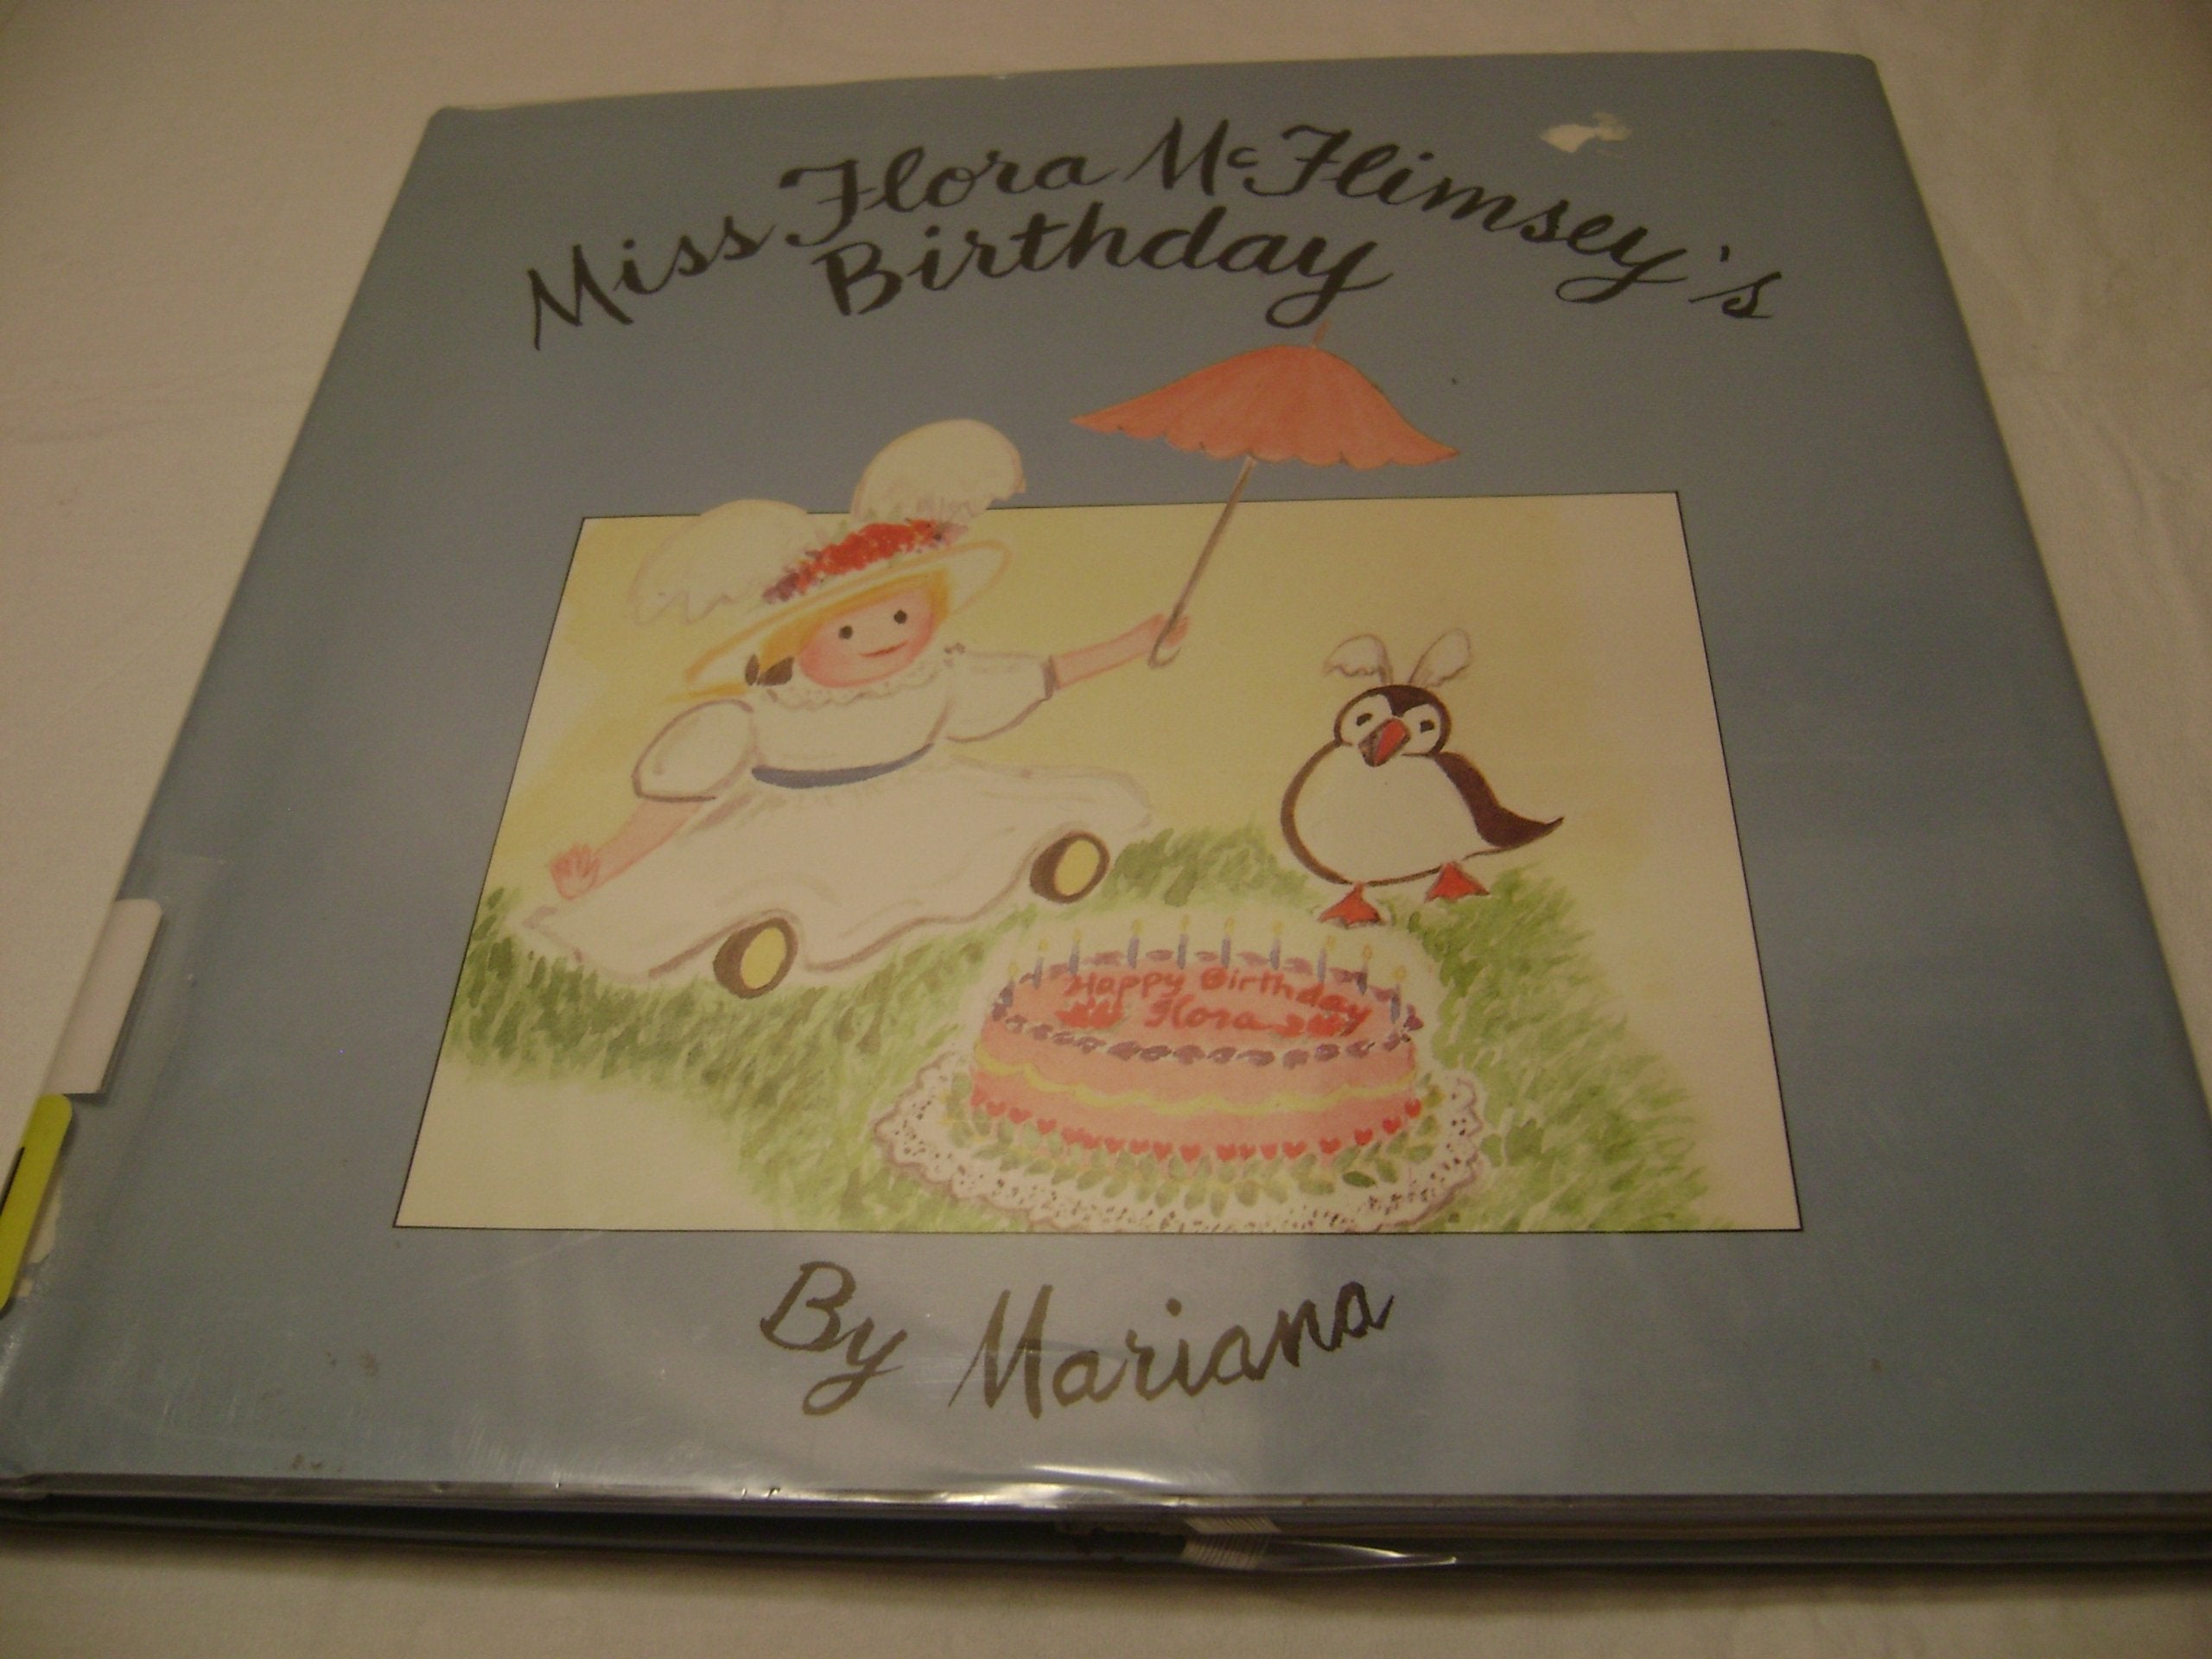 Miss Flora McFlimsey's
Birthday
Happy Birthday
Flora
By Mariana